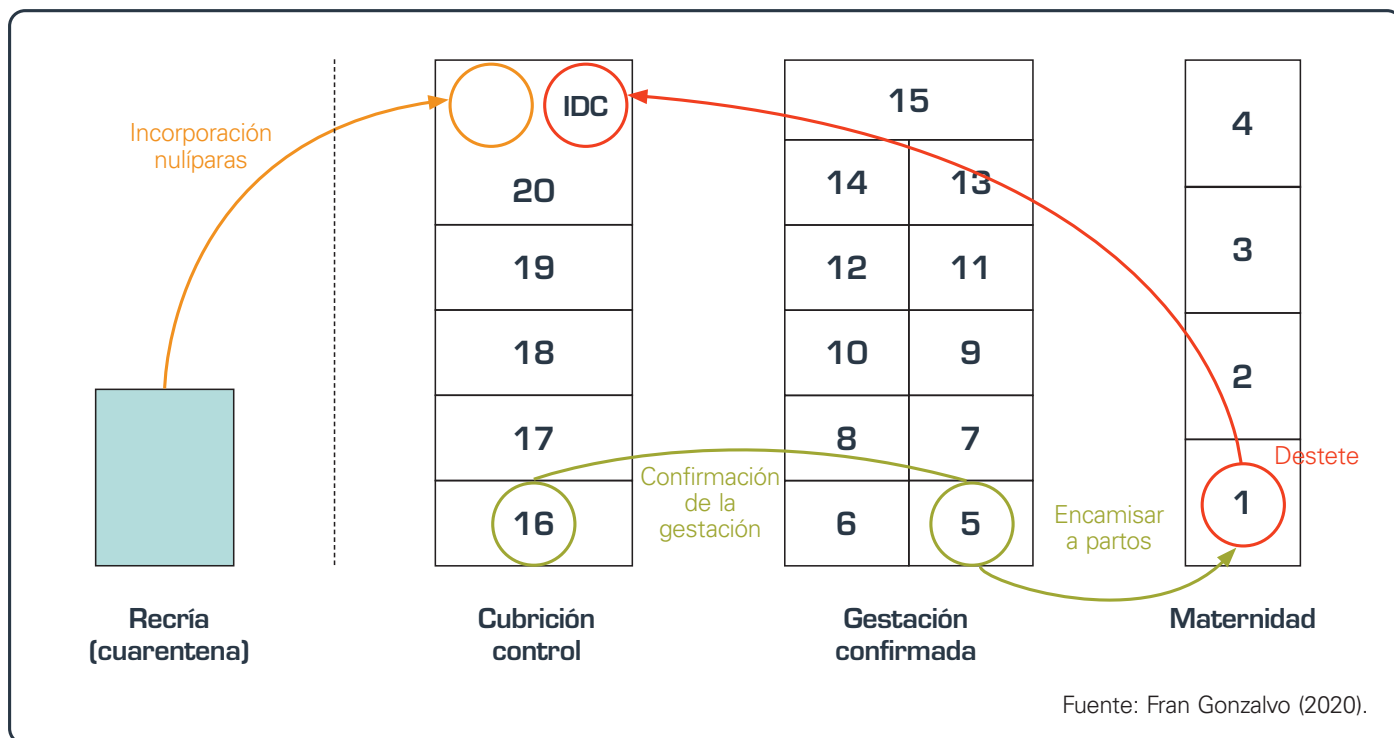 Incorporación
nulíparas
IDC
20
19
18
17
16
15
14
13
12
11
10
9
8
7
6
5
4
3
2
1
Confirmación
de la
gestación
Encamisar
a partos
Destete
Recría
(cuarentena)
Cubrición
control
Gestación
confirmada
Maternidad
Fuente: Fran Gonzalvo (2020).